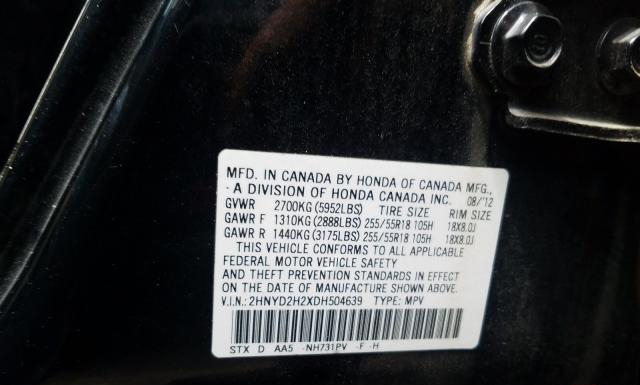 MFD. IN CANADA BY HONDA OF CANADA MFG.,
A DIVISION OF HONDA CANADA INC. 08/'12
GVWR 2700KG(5952LBS) TIRE SIZE RIM SIZE
GAWR F 1310KG(2888LBS) 255/55R18 105H 18X8.0J
GAWR R 1440KG(3175LBS) 255/55R18 105H 18X8.0J
THIS VEHICLE CONFORMS TO ALL APPLICABLE
FEDERAL MOTOR VEHICLE SAFETY
AND THEFT PREVENTION STANDARDS IN EFFECT
ON THE DATE OF MANUFACTURE SHOWN ABOVE.
V.I.N.: 2HNYD2H2XDH504639 TYPE: MPV
STX D AA5 -NH731PV -F -H